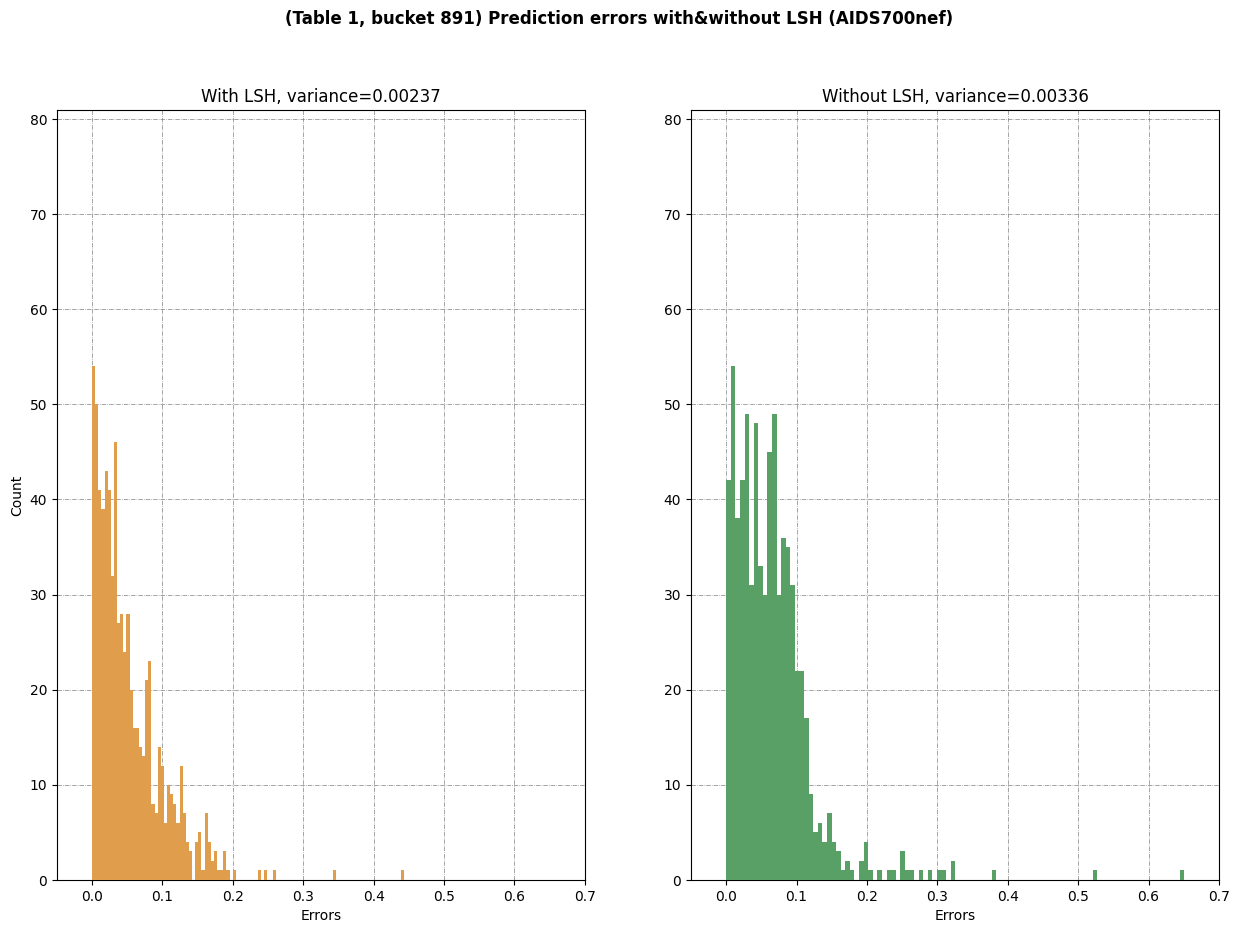 (Table 1, bucket 891) Prediction errors with&without LSH (AIDS700nef)
With LSH, variance=0.00237
80
70
60
50
40
30
20
10
0
Count
0.0 0.1 0.2 0.3 0.4 0.5 0.6 0.7
Errors
Without LSH, variance=0.00336
80
70
60
50
40
30
20
10
0
0.0 0.1 0.2 0.3 0.4 0.5 0.6 0.7
Errors